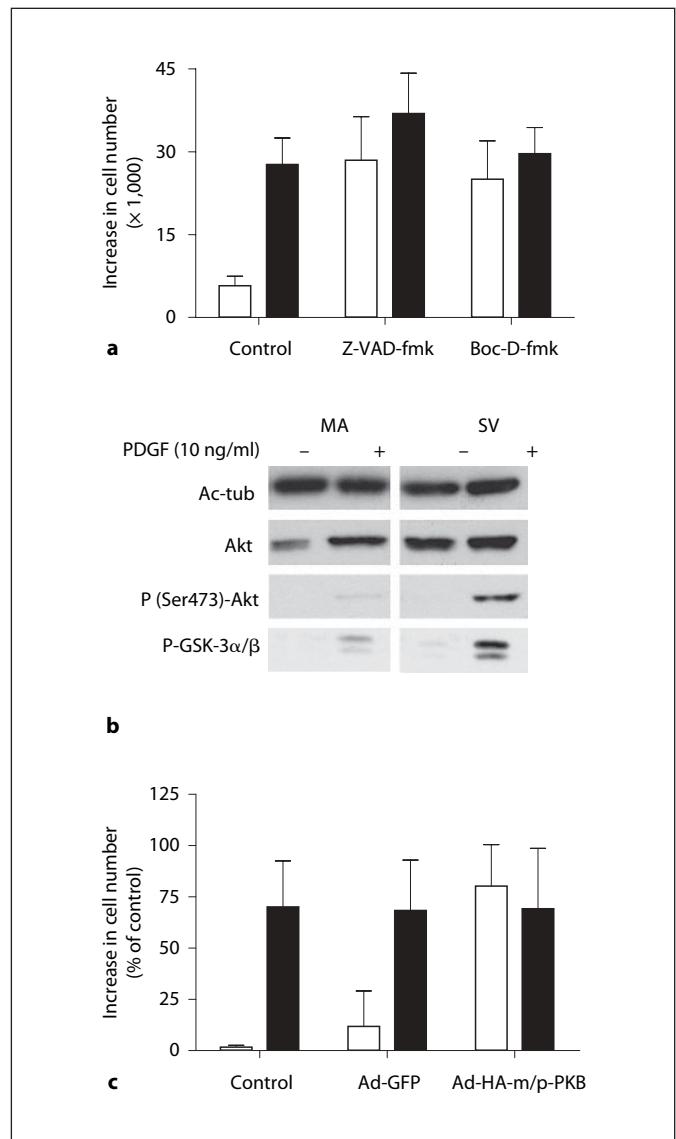 45
30
15
0
Increase in cell number
(× 1,000)
Control Z-VAD-fmk Boc-D-fmk
a
MA SV
PDGF (10 ng/ml) – + – +
Ac-tub
Akt
P (Ser473)-Akt
P-GSK-3α/β
b
125
100
75
50
25
0
Increase in cell number
(% of control)
Control Ad-GFP Ad-HA-m/p-PKB
c